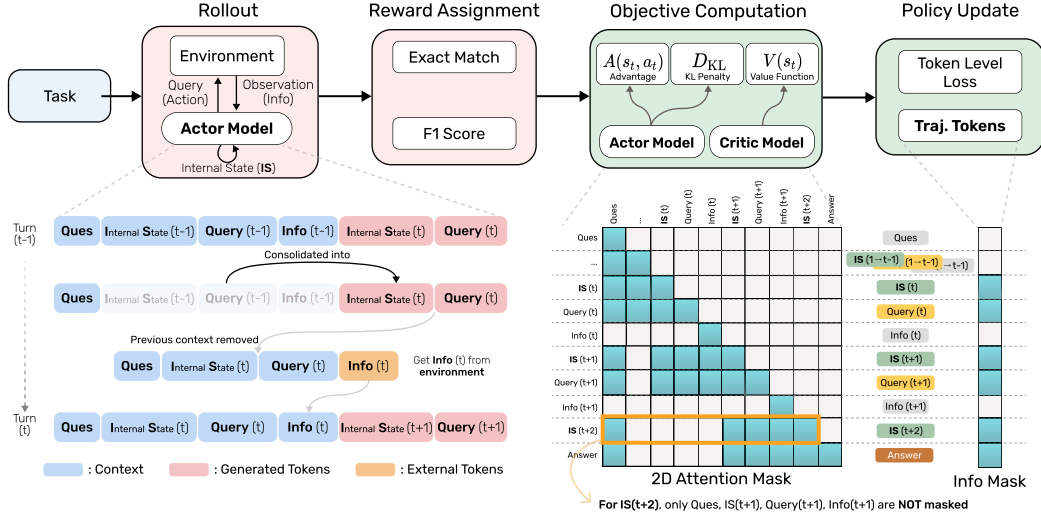 Rollout
Reward Assignment
Objective Computation
Policy Update
Task
Environment
Query
(Action)
Observation
(Info)
Actor Model
Internal State (IS)
Exact Match
F1 Score
A(s_t, a_t)
Advantage
D_KL
KL Penalty
V(s_t)
Value Function
Actor Model
Critic Model
Token Level
Loss
Traj. Tokens
Turn
(t-1)
Ques
Internal State (t-1)
Query (t-1)
Info (t-1)
Internal State (t)
Query (t)
Consolidated into
Ques
Internal State (t-1)
Query (t-1)
Info (t-1)
Internal State (t)
Query (t)
Previous context removed
Ques
Internal State (t)
Query (t)
Info (t)
Get Info (t) from
environment
Turn
(t)
Ques
Internal State (t)
Query (t)
Info (t)
Internal State (t+1)
Query (t+1)
: Context
: Generated Tokens
: External Tokens
Ques
...
IS (t)
Query (t)
Info (t)
IS (t+1)
Query (t+1)
Info (t+1)
IS (t+2)
Answer
Ques
...
IS (t)
Query (t)
Info (t)
IS (t+1)
Query (t+1)
Info (t+1)
IS (t+2)
Answer
2D Attention Mask
Ques
IS (1→t-1)
(1→t-1)
→t-1)
IS (t)
Query (t)
Info (t)
IS (t+1)
Query (t+1)
Info (t+1)
IS (t+2)
Answer
Info Mask
For IS(t+2), only Ques, IS(t+1), Query(t+1), Info(t+1) are NOT masked